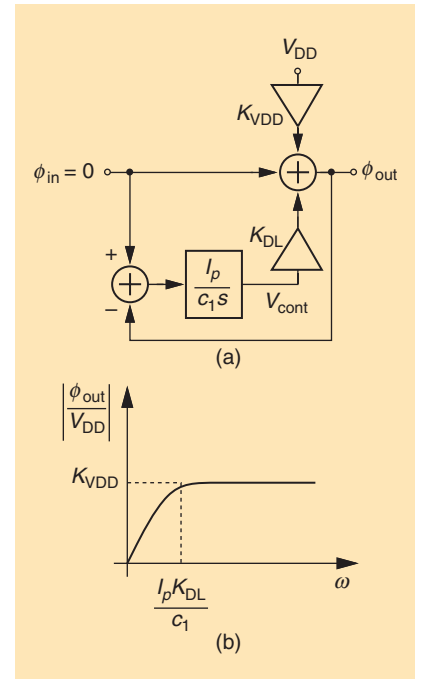 V_DD
K_VDD
ϕ_in = 0
+
ϕ_out
K_DL
+
+
−
I_p
c_1s
V_cont
(a)
|ϕ_out / V_DD|
K_VDD
I_pK_DL
c_1
ω
(b)